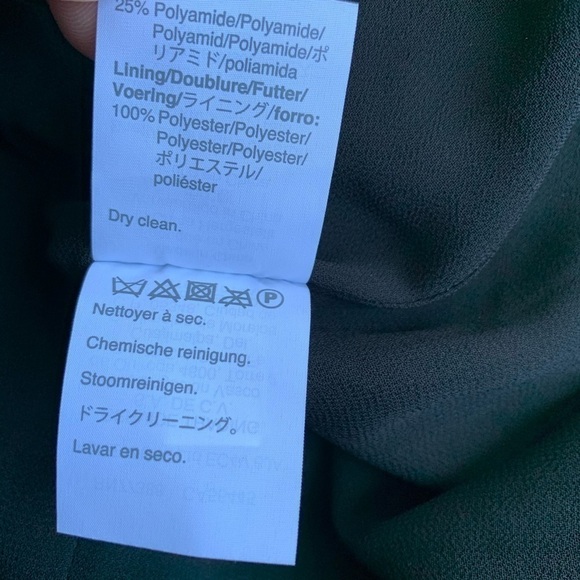 25% Polyamide/Polyamide/
Polyamid/Polyamide/ポ
リアミド/poliamida
Lining/Doublure/Futter/
Voering/ライニング/forro:
100% Polyester/Polyester/
Polyester/Polyester/
ポリエステル/
poliéster
Dry clean.
P
Nettoyer à sec.
Chemische reinigung.
Stoomreinigen.
ドライクリーニング。
Lavar en seco.